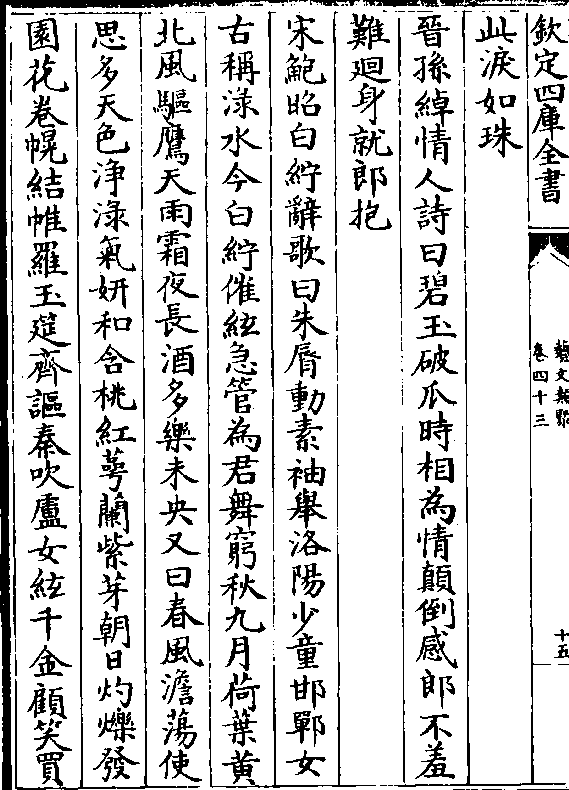 欽定四庫全書
藝文類聚
卷四十三
十五
此淚如珠
晉孫綽情人詩曰碧玉破瓜時相為情顛倒感郎不羞
難廻身就郎抱
宋鮑昭白紵辭歌曰朱脣動素袖舉洛陽少童邯鄲女
古稱渌水今白紵催絃急管為君舞窮秋九月荷葉黄
北風驅鷹天雨霜夜長酒多樂未央又曰春風澹蕩使
思多天色浄渌氣妍和含桃紅萼蘭紫芽朝日灼爍發
園花卷幌結帷羅玉筵齊謳秦吹盧女絃千金顧笑買